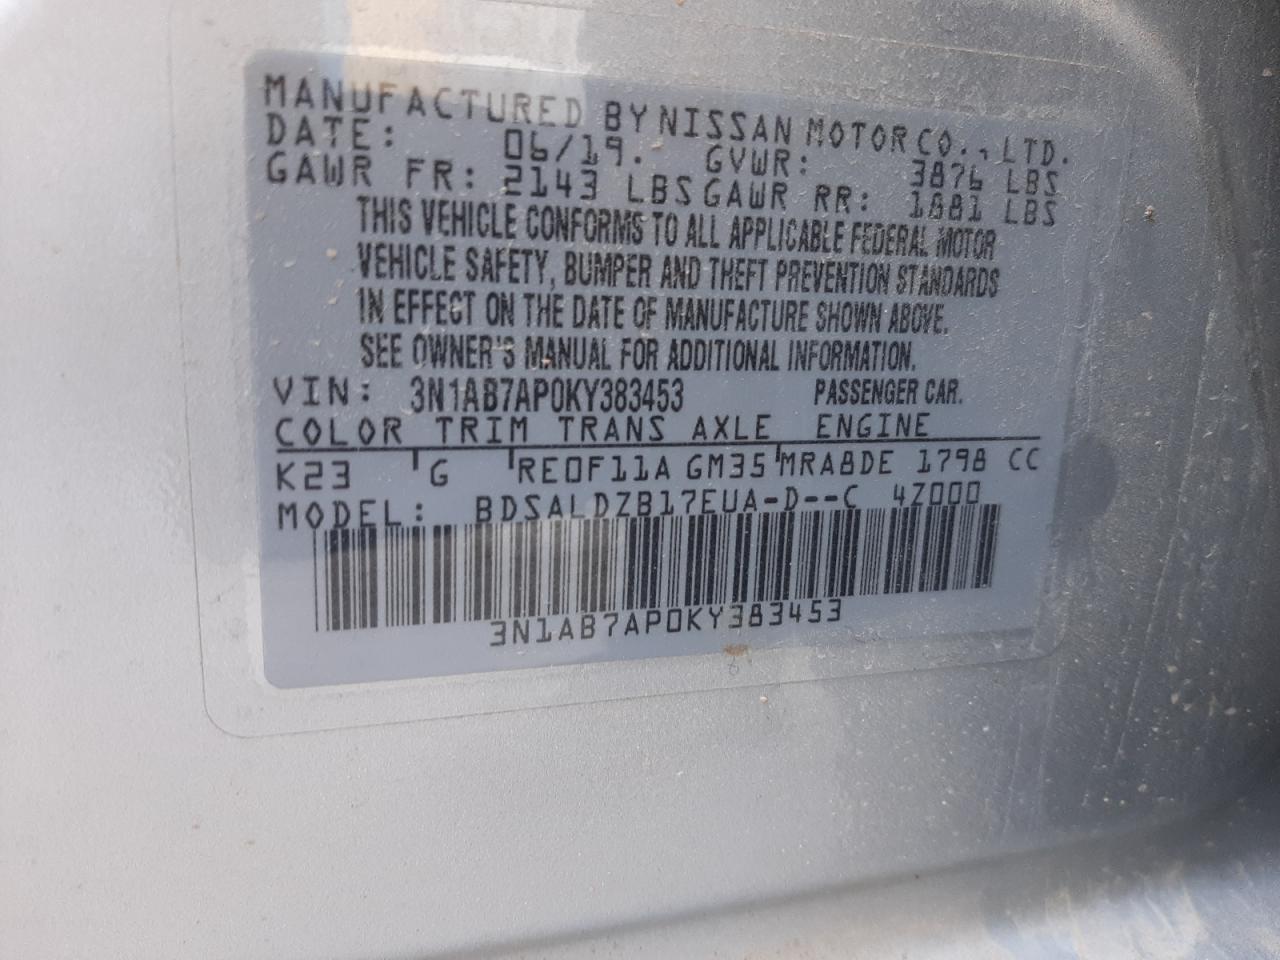 MANUFACTURED BY NISSAN MOTOR CO., LTD.
DATE: 06/19. GVWR: 3876 LBS
GAWR FR: 2143 LBS GAWR RR: 1881 LBS
THIS VEHICLE CONFORMS TO ALL APPLICABLE FEDERAL MOTOR
VEHICLE SAFETY, BUMPER AND THEFT PREVENTION STANDARDS
IN EFFECT ON THE DATE OF MANUFACTURE SHOWN ABOVE.
SEE OWNER'S MANUAL FOR ADDITIONAL INFORMATION.
VIN: 3N1AB7AP0KY383453 PASSENGER CAR.
COLOR TRIM TRANS AXLE ENGINE
K23 G RE0F11A GM35 MRA8DE 1798 CC
MODEL: BDSALDZB17EUA-D--C 4Z000
3N1AB7AP0KY383453